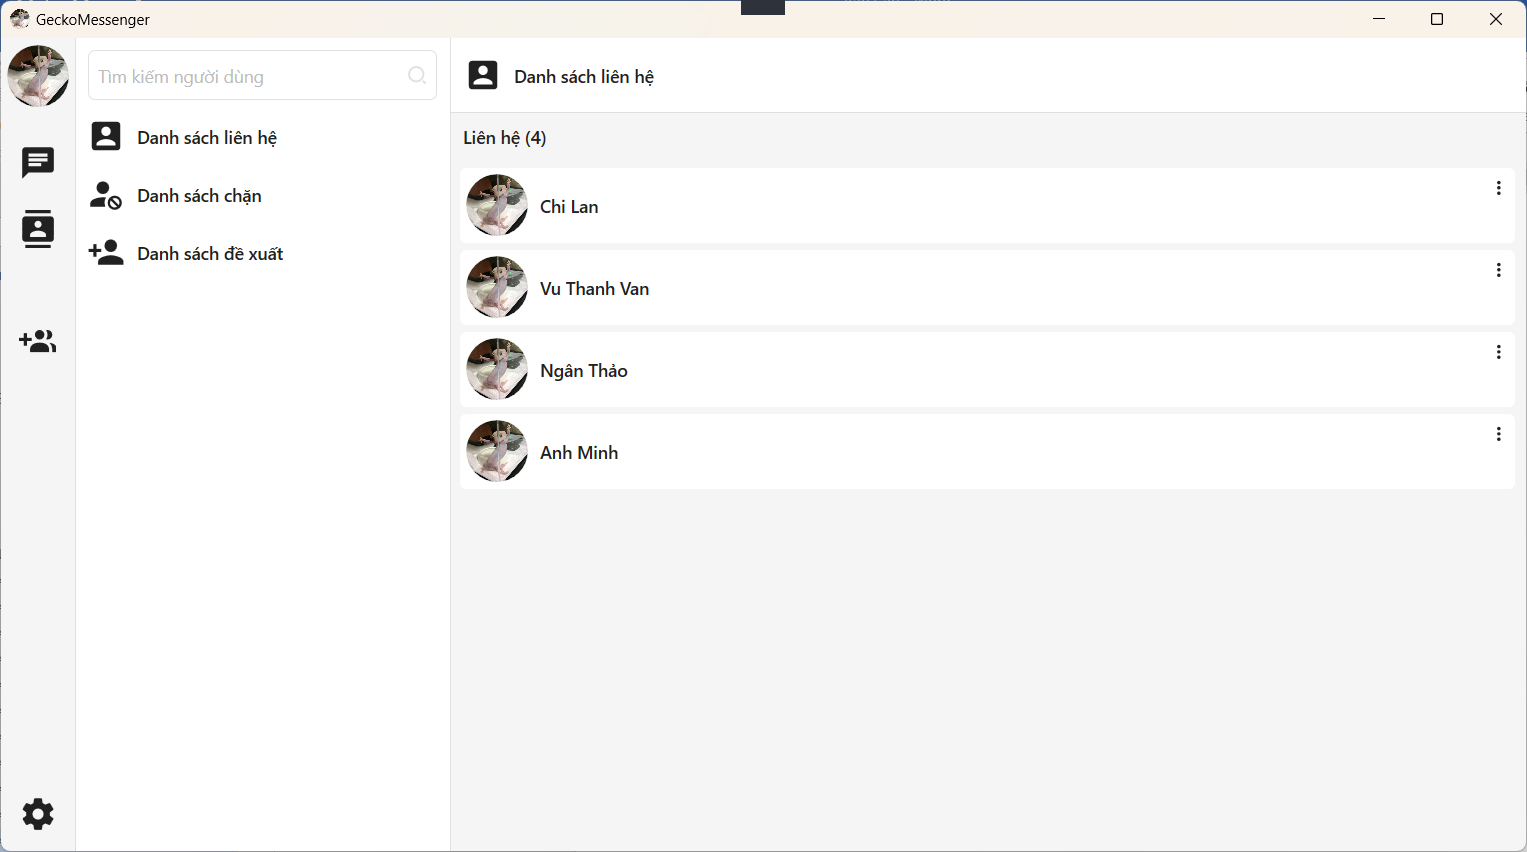 GeckoMessenger
Tìm kiếm người dùng
Danh sách liên hệ
Danh sách chặn
Danh sách đề xuất
Danh sách liên hệ
Liên hệ (4)
Chi Lan
Vu Thanh Van
Ngân Thảo
Anh Minh